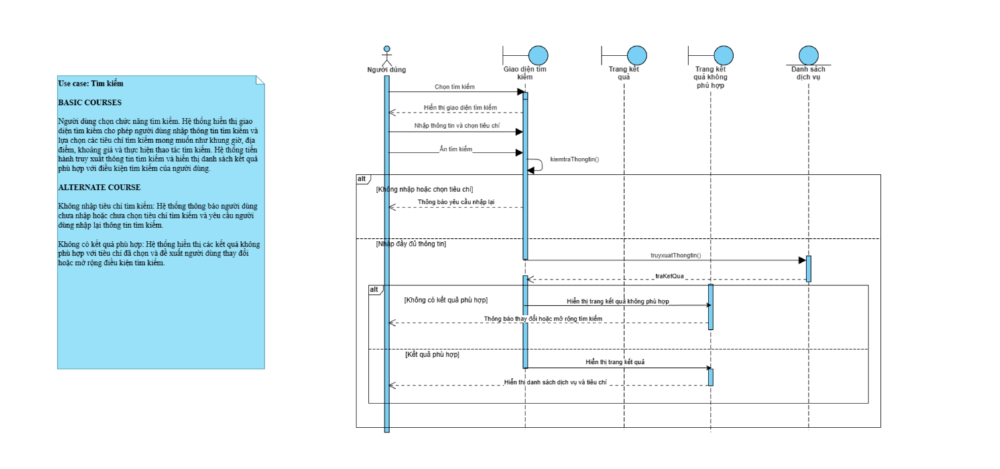 Use case: Tìm kiếm
BASIC COURSES
Người dùng chọn chức năng tìm kiếm. Hệ thống hiển thị giao
diện tìm kiếm cho phép người dùng nhập thông tin tìm kiếm và
lựa chọn các tiêu chí tìm kiếm mong muốn như khung giờ, địa
điểm, khoảng giá và thực hiện thao tác tìm kiếm. Hệ thống tiến
hành truy xuất thông tin tìm kiếm và hiển thị danh sách kết quả
phù hợp với điều kiện tìm kiếm của người dùng.
ALTERNATE COURSE
Không nhập tiêu chí tìm kiếm: Hệ thống thông báo người dùng
chưa nhập hoặc chưa chọn tiêu chí tìm kiếm và yêu cầu người
dùng nhập lại thông tin tìm kiếm.
Không có kết quả phù hợp: Hệ thống hiển thị các kết quả không
phù hợp với tiêu chí đã chọn và đề xuất người dùng thay đổi
hoặc mở rộng điều kiện tìm kiếm.
Người dùng
Giao diện tìm
kiếm
Trang kết
quả
Trang kết
quả không
phù hợp
Danh sách
dịch vụ
Chọn tìm kiếm
Hiển thị giao diện tìm kiếm
Nhập thông tin và chọn tiêu chí
Ấn tìm kiếm
kiemtraThongtin()
alt
[Không nhập hoặc chọn tiêu chí]
Thông báo yêu cầu nhập lại
[Nhập đầy đủ thông tin]
truyxuatThongtin()
traKetQua
alt
[Không có kết quả phù hợp]
Hiển thị trang kết quả không phù hợp
Thông báo thay đổi hoặc mở rộng tìm kiếm
[Kết quả phù hợp]
Hiển thị trang kết quả
Hiển thị danh sách dịch vụ và tiêu chí